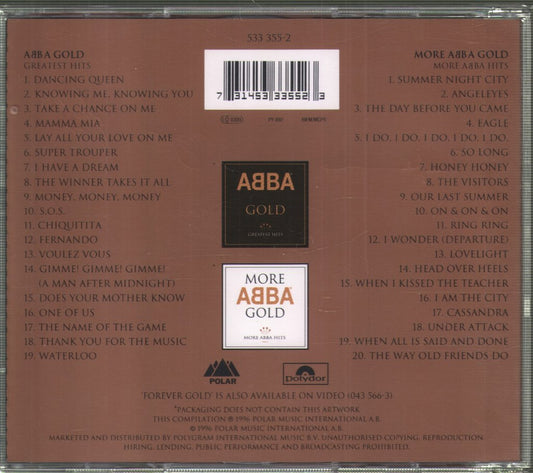 533 355-2
7 31453 33552 3
ABBA GOLD
GREATEST HITS
1. DANCING QUEEN
2. KNOWING ME, KNOWING YOU
3. TAKE A CHANCE ON ME
4. MAMMA MIA
5. LAY ALL YOUR LOVE ON ME
6. SUPER TROUPER
7. I HAVE A DREAM
8. THE WINNER TAKES IT ALL
9. MONEY, MONEY, MONEY
10. S.O.S.
11. CHIQUITITA
12. FERNANDO
13. VOULEZ VOUS
14. GIMME! GIMME! GIMME!
(A MAN AFTER MIDNIGHT)
15. DOES YOUR MOTHER KNOW
16. ONE OF US
17. THE NAME OF THE GAME
18. THANK YOU FOR THE MUSIC
19. WATERLOO
ABBA
GOLD
GREATEST HITS
MORE
ABBA
GOLD
MORE ABBA HITS
MORE ABBA GOLD
MORE ABBA HITS
1. SUMMER NIGHT CITY
2. ANGELEYES
3. THE DAY BEFORE YOU CAME
4. EAGLE
5. I DO, I DO, I DO, I DO, I DO.
6. SO LONG
7. HONEY HONEY
8. THE VISITORS
9. OUR LAST SUMMER
10. ON & ON & ON
11. RING RING
12. I WONDER (DEPARTURE)
13. LOVELIGHT
14. HEAD OVER HEELS
15. WHEN I KISSED THE TEACHER
16. I AM THE CITY
17. CASSANDRA
18. UNDER ATTACK
19. WHEN ALL IS SAID AND DONE
20. THE WAY OLD FRIENDS DO
POLAR
Polydor
'FOREVER GOLD' IS ALSO AVAILABLE ON VIDEO (043 566-3)
*PACKAGING DOES NOT CONTAIN THIS ARTWORK
THIS COMPILATION ℗ 1996 POLAR MUSIC INTERNATIONAL A.B.
© 1996 POLAR MUSIC INTERNATIONAL A.B.
MARKETED AND DISTRIBUTED BY POLYGRAM INTERNATIONAL MUSIC B.V. UNAUTHORISED COPYING, REPRODUCTION,
HIRING, LENDING, PUBLIC PERFORMANCE AND BROADCASTING PROHIBITED.